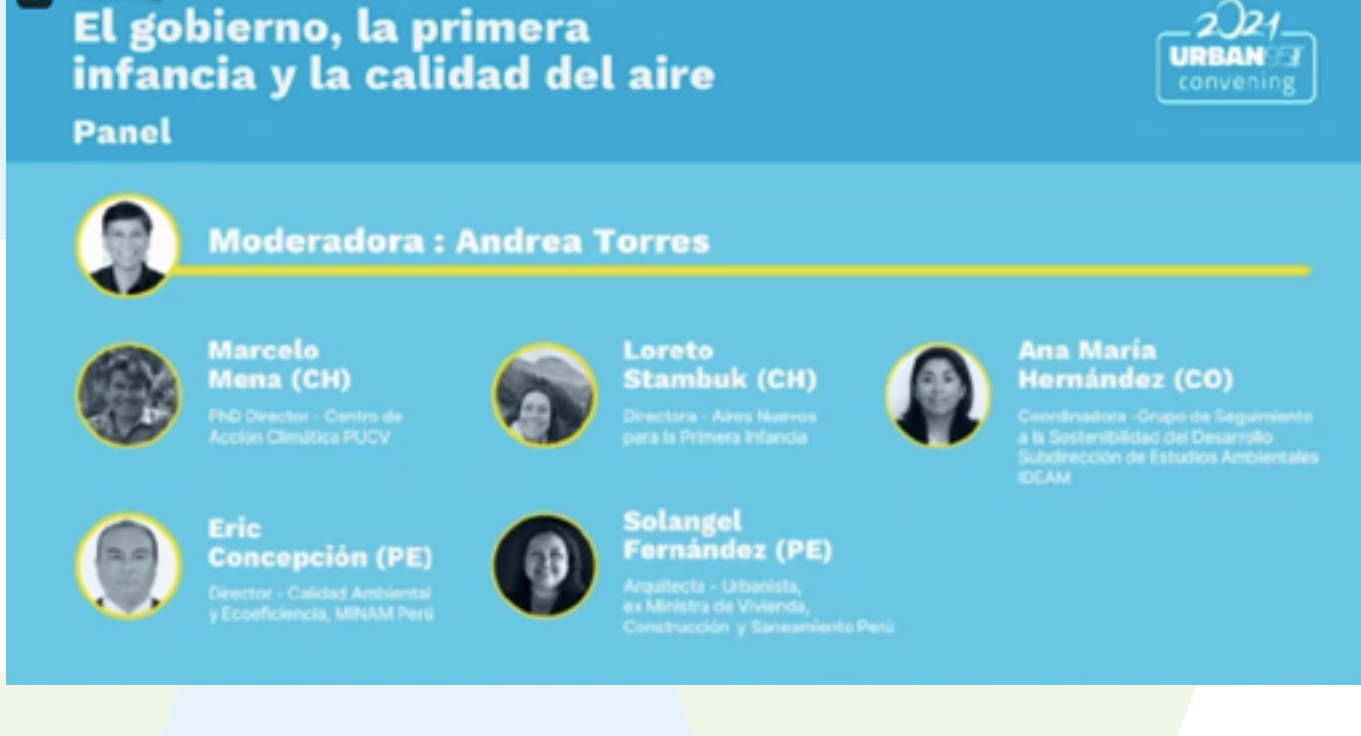 El gobierno, la primera
infancia y la calidad del aire
Panel
2021
URBAN95
convening
Moderadora : Andrea Torres
Marcelo
Mena (CH)
PhD Director - Centro de
Acción Climática PUCV
Loreto
Stambuk (CH)
Directora - Aires Nuevos
para la Primera Infancia
Ana María
Hernández (CO)
Coordinadora -Grupo de Seguimiento
a la Sostenibilidad del Desarrollo
Subdirección de Estudios Ambientales
IDEAM
Eric
Concepción (PE)
Director - Calidad Ambiental
y Ecoeficiencia, MINAM Perú
Solangel
Fernández (PE)
Arquitecta - Urbanista,
ex Ministra de Vivienda,
Construcción y Saneamiento Perú